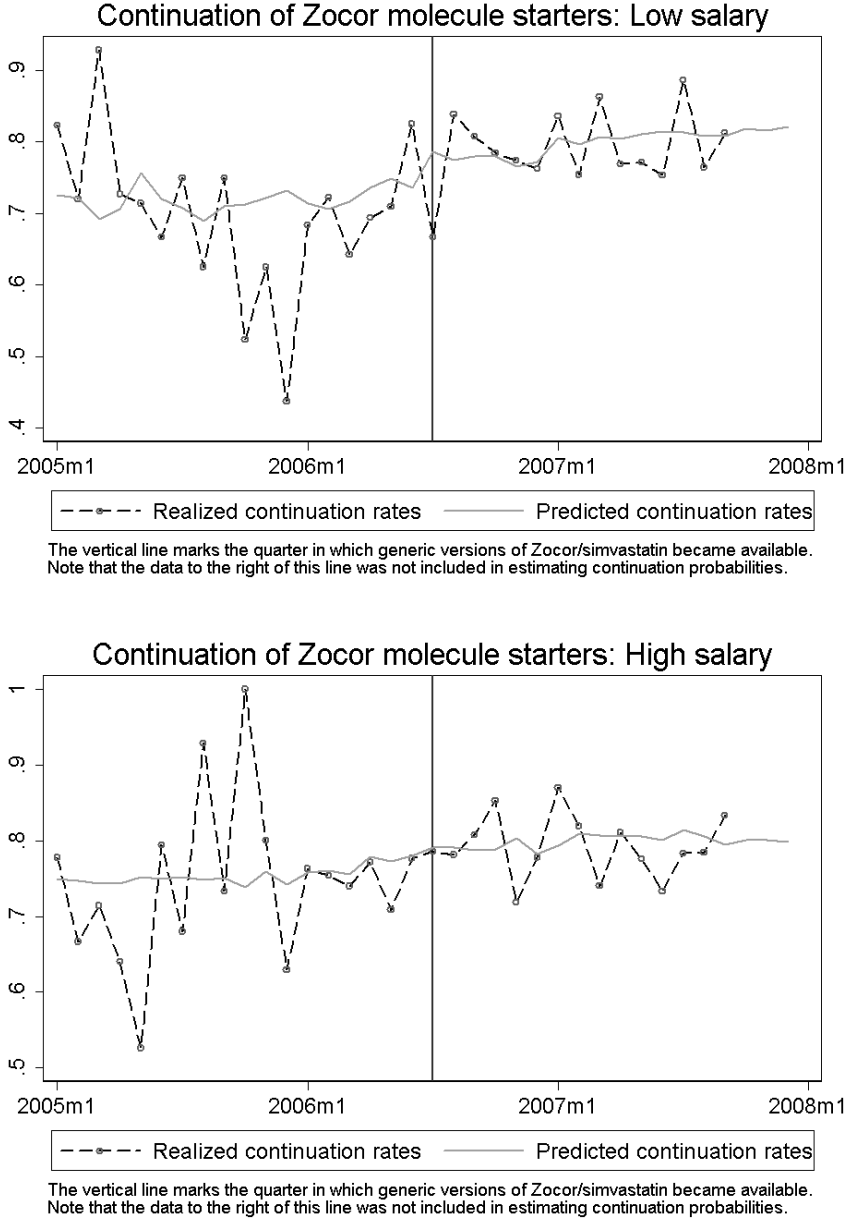 Continuation of Zocor molecule starters: Low salary
.9
.8
.7
.6
.5
.4
2005m1 2006m1 2007m1 2008m1
Realized continuation rates Predicted continuation rates
The vertical line marks the quarter in which generic versions of Zocor/simvastatin became available.
Note that the data to the right of this line was not included in estimating continuation probabilities.
Continuation of Zocor molecule starters: High salary
1
.9
.8
.7
.6
.5
2005m1 2006m1 2007m1 2008m1
Realized continuation rates Predicted continuation rates
The vertical line marks the quarter in which generic versions of Zocor/simvastatin became available.
Note that the data to the right of this line was not included in estimating continuation probabilities.